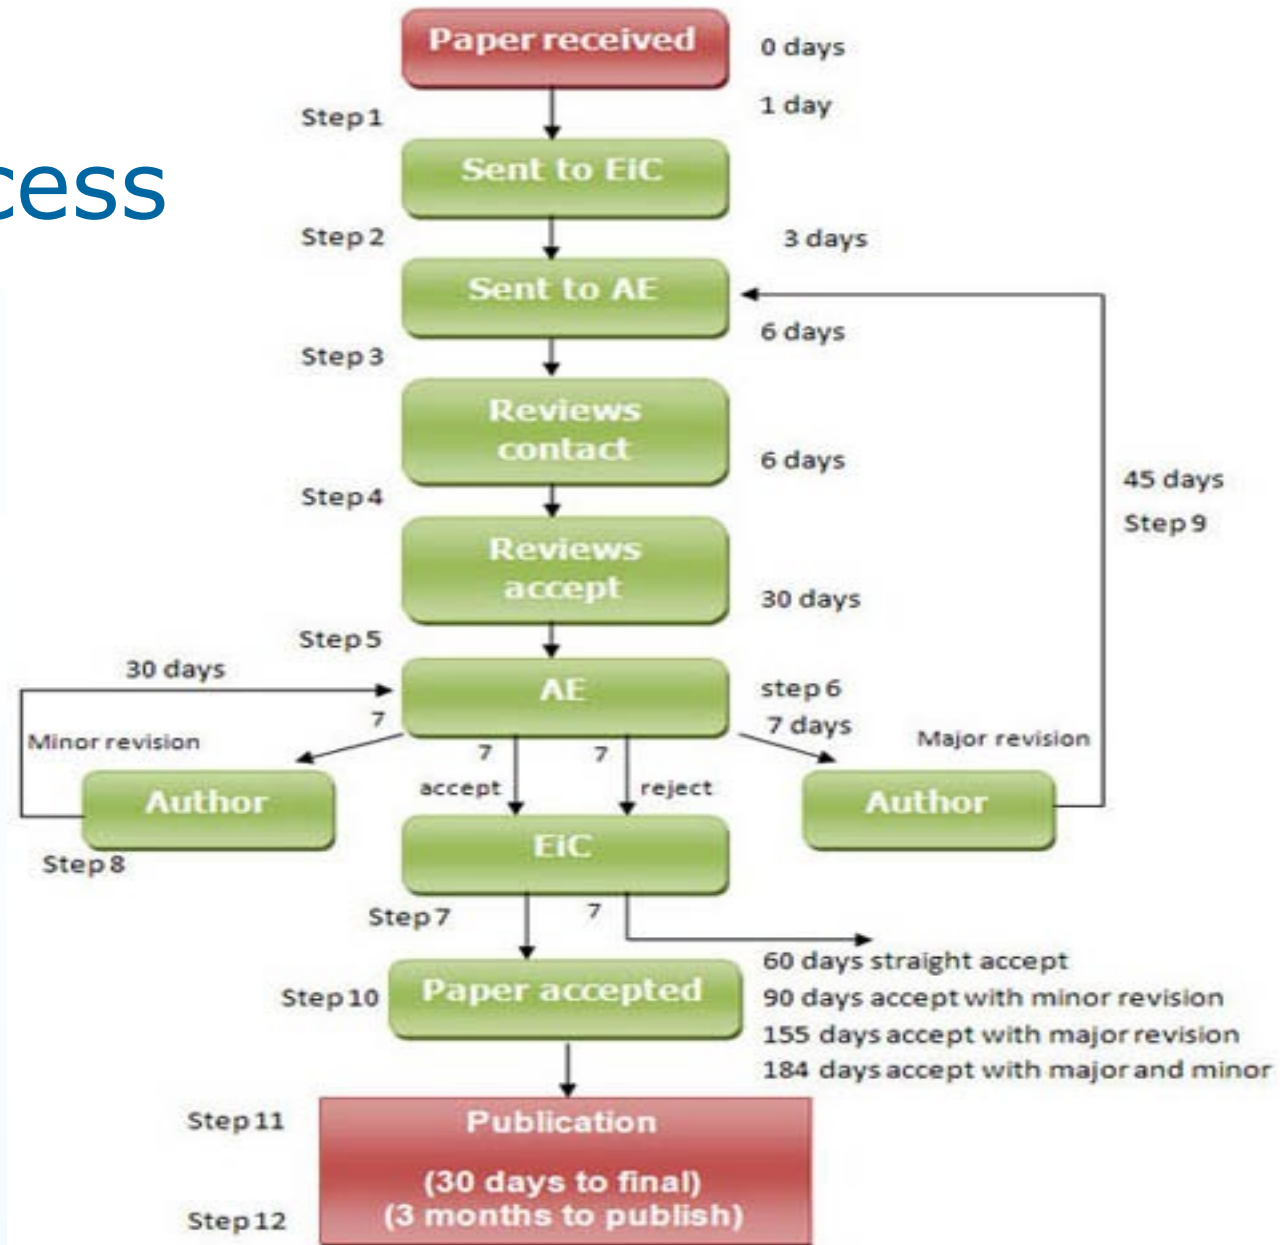 Paper received
0 days
1 day
Step 1
cess
Sent to EiC
Step 2
3 days
Sent to AE
6 days
Step 3
Reviews
contact
6 days
45 days
Step 4
Step 9
Reviews
accept
30 days
Step 5
30 days
AE
step 6
7
7 days
Minor revision
Major revision
7
7
accept
reject
Author
Author
EiC
Step 8
Step 7
7
60 days straight accept
Step 10
Paper accepted
90 days accept with minor revision
155 days accept with major revision
184 days accept with major and minor
Step 11
Publication
(30 days to final)
Step 12
(3 months to publish)